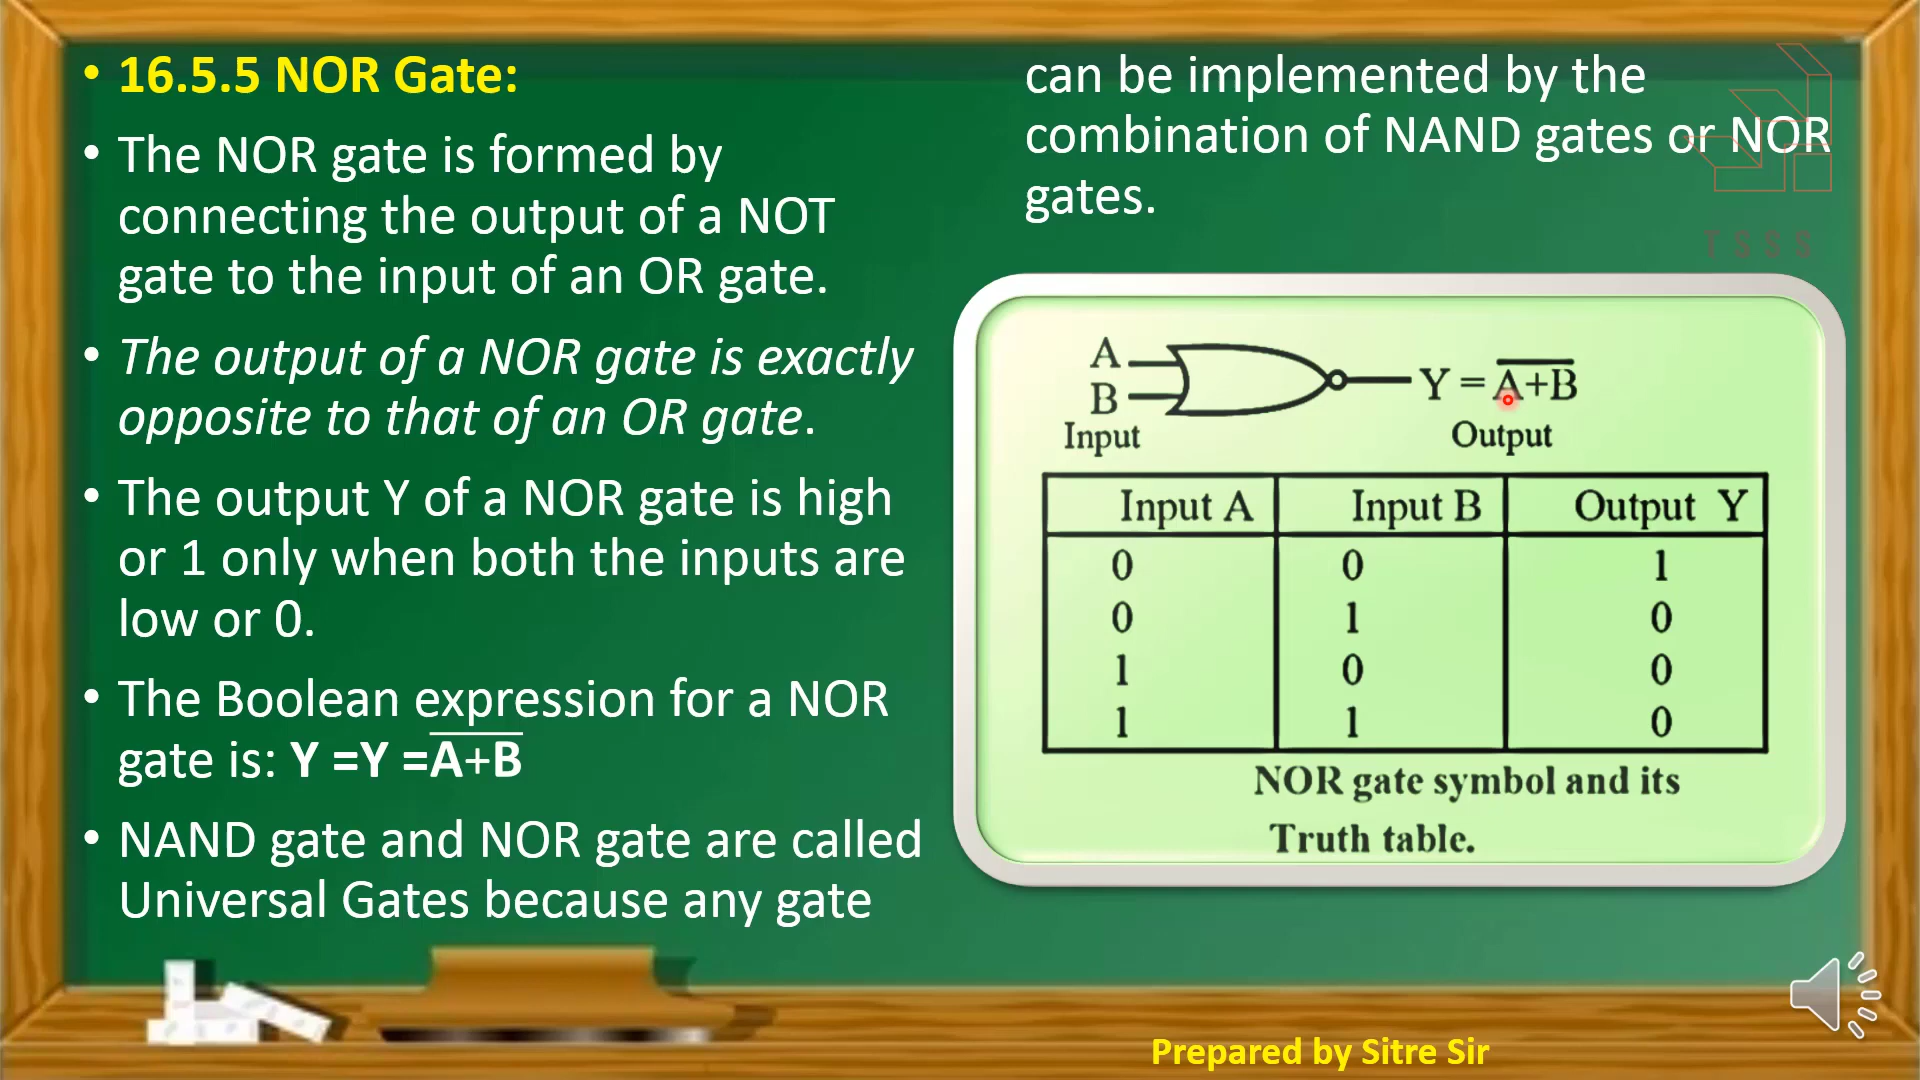 • 16.5.5 NOR Gate:
• The NOR gate is formed by
connecting the output of a NOT
gate to the input of an OR gate.
• The output of a NOR gate is exactly
opposite to that of an OR gate.
• The output Y of a NOR gate is high
or 1 only when both the inputs are
low or 0.
• The Boolean expression for a NOR
gate is: Y =Y =A̅+̅B̅
• NAND gate and NOR gate are called
Universal Gates because any gate
can be implemented by the
combination of NAND gates or NOR
gates.
TSSS
A
B
Input
Y = A̅+̅B̅
Output
Input A Input B Output Y
0 0 1
0 1 0
1 0 0
1 1 0
NOR gate symbol and its
Truth table.
Prepared by Sitre Sir